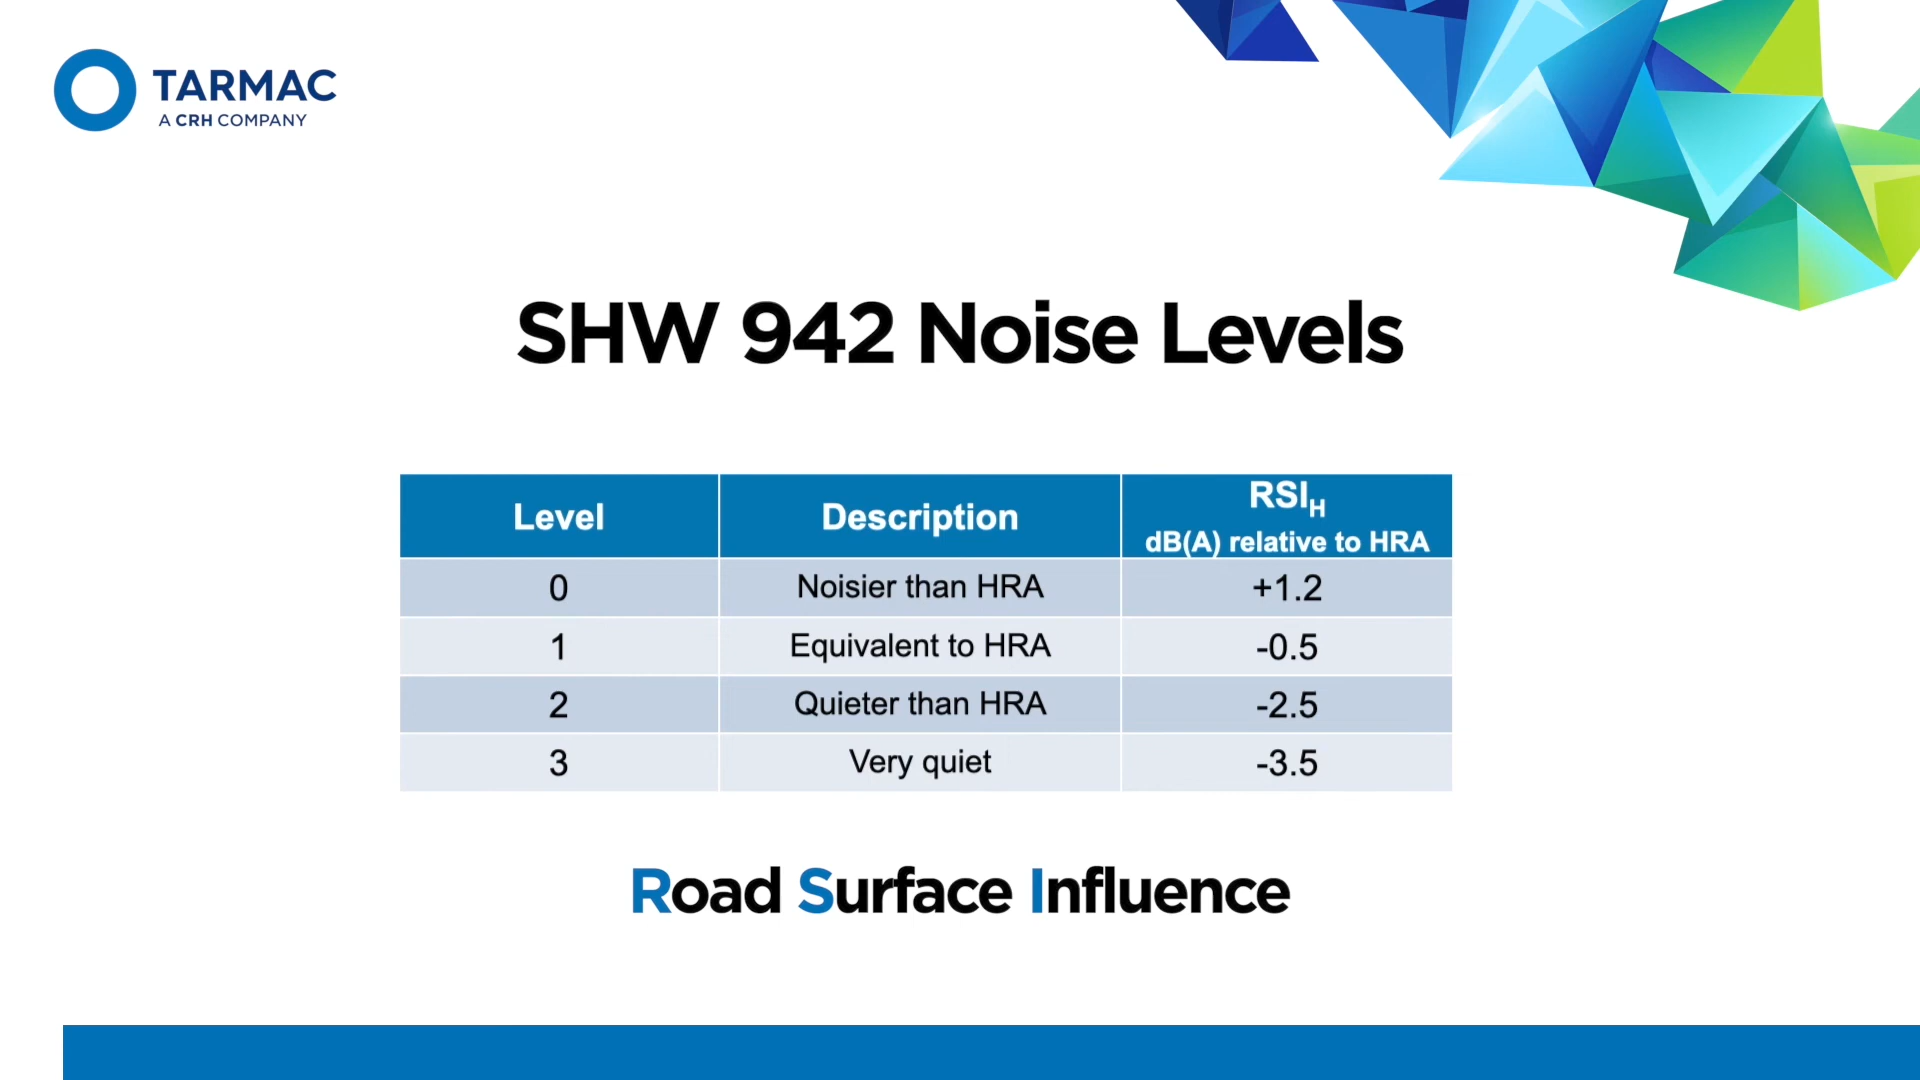 TARMAC
A CRH COMPANY
SHW 942 Noise Levels
Level Description RSIH dB(A) relative to HRA
0 Noisier than HRA +1.2
1 Equivalent to HRA -0.5
2 Quieter than HRA -2.5
3 Very quiet -3.5
Road Surface Influence